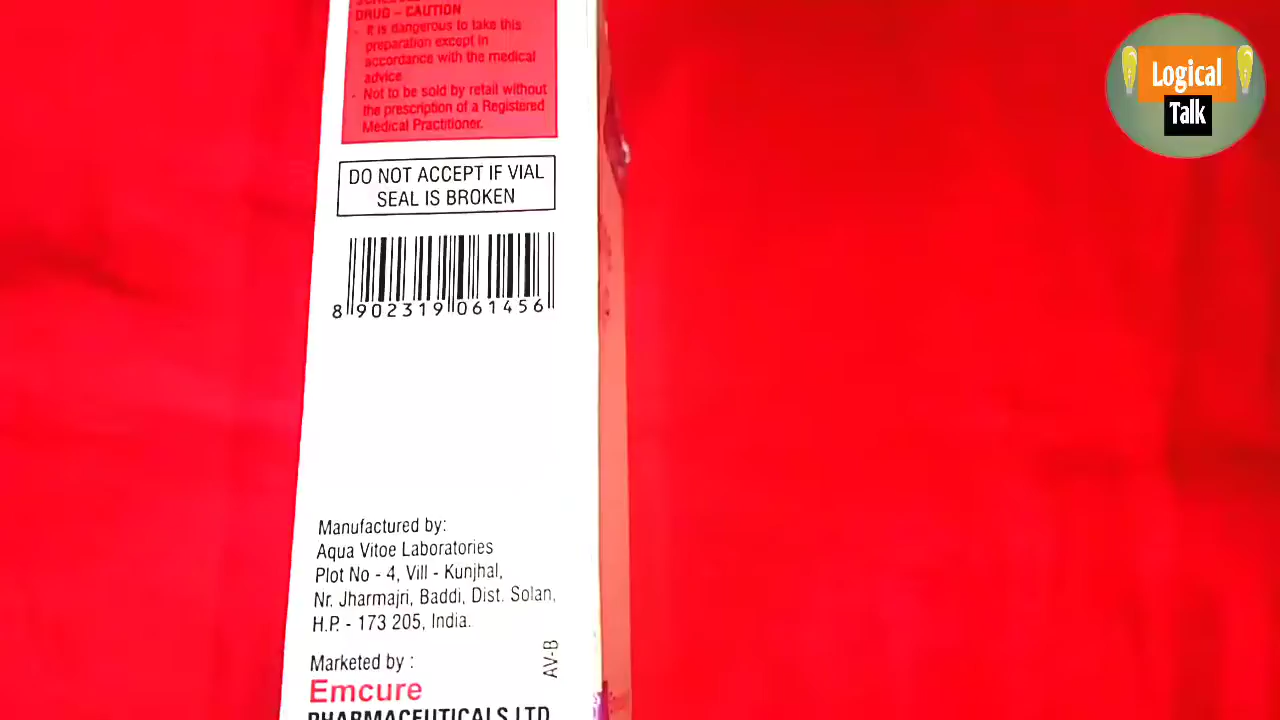 DRUG – CAUTION
- It is dangerous to take this
preparation except in
accordance with the medical
advice
- Not to be sold by retail without
the prescription of a Registered
Medical Practitioner.
DO NOT ACCEPT IF VIAL
SEAL IS BROKEN
8 902319 061456
Manufactured by:
Aqua Vitoe Laboratories
Plot No - 4, Vill - Kunjhal,
Nr. Jharmajri, Baddi, Dist. Solan,
H.P. - 173 205, India.
AV-B
Marketed by :
Emcure
PHARMACEUTICALS LTD.
Logical
Talk